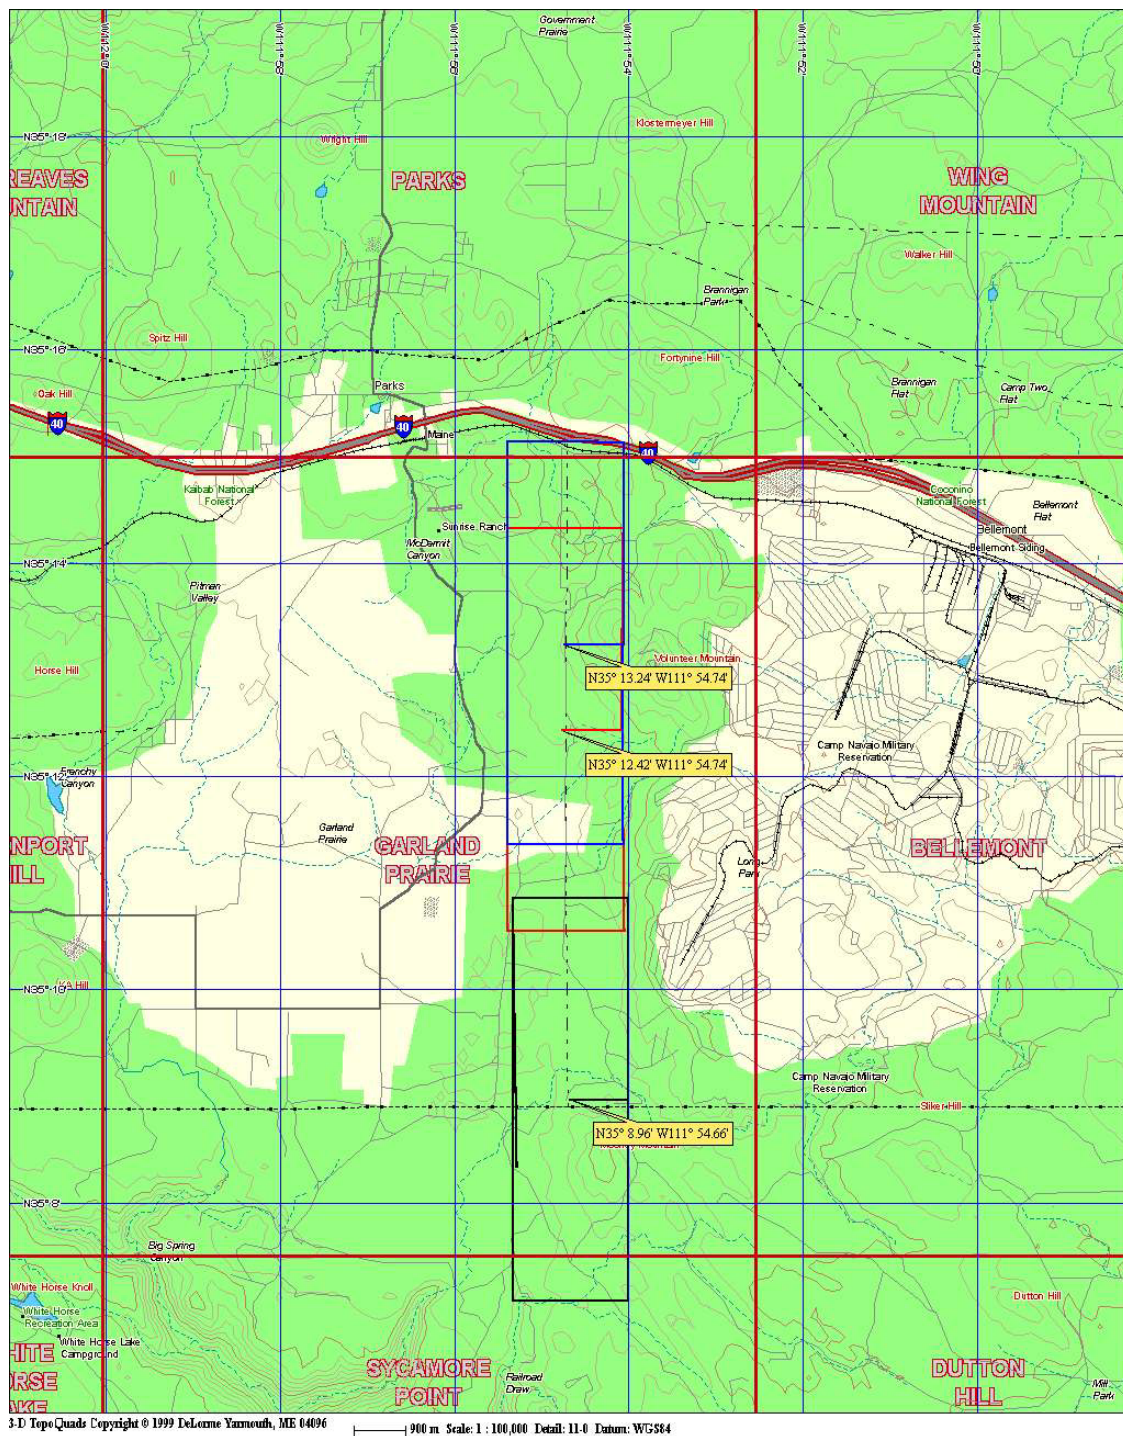 W112° 0'
W111° 58'
W111° 56'
W111° 54'
W111° 52'
W111° 50'
Government
Prairie
Klostermeyer Hill
N35° 18'
Wright Hill
REAVES
UNTAIN
PARKS
WING
MOUNTAIN
Walker Hill
Brannigan
Park
Spitz Hill
N35° 16'
Fortynine Hill
Parks
Brannigan
Flat
Camp Two
Flat
Oak Hill
40
40
40
Maine
Kaibab National
Forest
Coconino
National Forest
Bellemont
Flat
Sunrise Ranch
Bellemont
McDermit
Canyon
Bellemont Siding
N35° 14'
Pitman
Valley
Horse Hill
Volunteer Mountain
N35° 13.24' W111° 54.74'
Camp Navajo Military
Reservation
N35° 12.42' W111° 54.74'
N35° 12'
Frenchy
Canyon
Garland
Prairie
NPORT
ILL
GARLAND
PRAIRIE
BELLEMONT
Long
Park
KA Hill
N35° 10'
Camp Navajo Military
Reservation
Sliker Hill
N35° 8.96' W111° 54.66'
Mooney Mountain
N35° 8'
Big Spring
Canyon
White Horse Knoll
Dutton Hill
White Horse
Recreation Area
White Horse Lake
Campground
HITE
ORSE
AKE
SYCAMORE
POINT
Railroad
Draw
DUTTON
HILL
Mill
Park
3-D TopoQuads Copyright © 1999 DeLorme Yarmouth, ME 04096
900 m Scale: 1 : 100,000 Detail: 11-0 Datum: WGS84